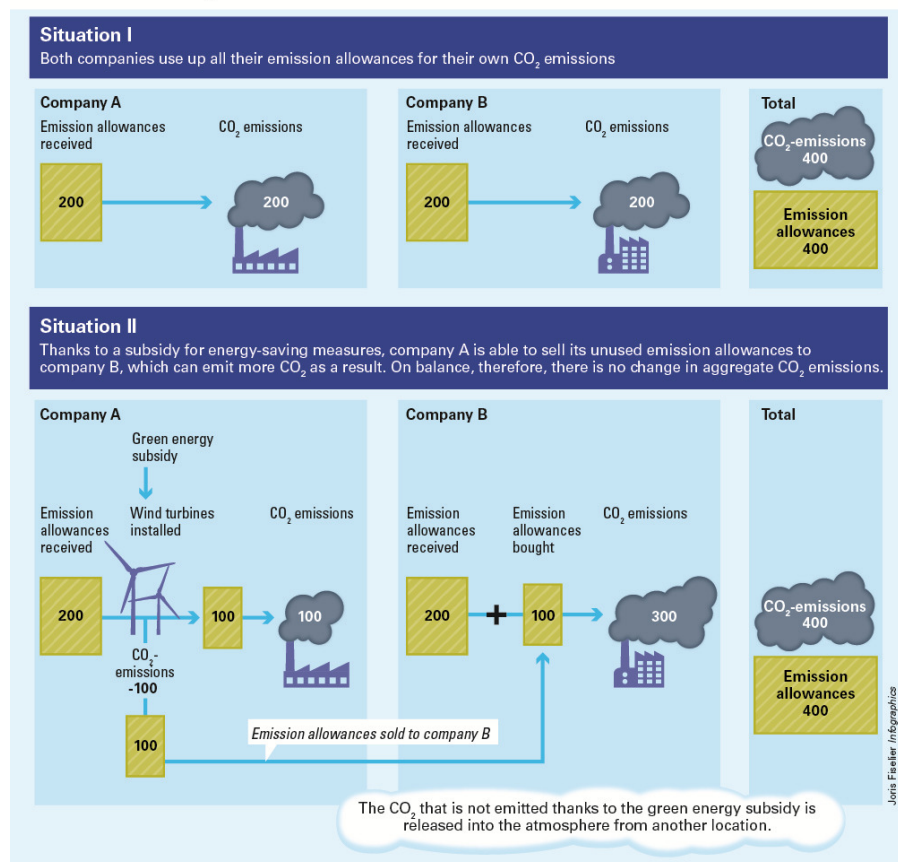 Situation I
Both companies use up all their emission allowances for their own CO₂ emissions
Company A
Emission allowances
received
CO₂ emissions
200
200
Company B
Emission allowances
received
CO₂ emissions
200
200
Total
CO₂-emissions
400
Emission
allowances
400
Situation II
Thanks to a subsidy for energy-saving measures, company A is able to sell its unused emission allowances to
company B, which can emit more CO₂ as a result. On balance, therefore, there is no change in aggregate CO₂ emissions.
Company A
Green energy
subsidy
Emission
allowances
received
Wind turbines
installed
CO₂ emissions
200
100
100
CO₂-
emissions
-100
100
Emission allowances sold to company B
Company B
Emission
allowances
received
Emission
allowances
bought
CO₂ emissions
200
+
100
300
Total
CO₂-emissions
400
Emission
allowances
400
The CO₂ that is not emitted thanks to the green energy subsidy is
released into the atmosphere from another location.
Joris Fiselier Infographics